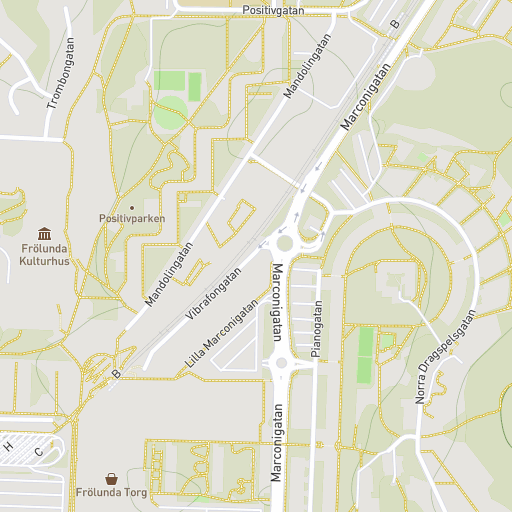 Positivgatan
B
Mandolingatan
Trombongatan
Marconigatan
Positivparken
Frölunda
Kulturhus
Mandolingatan
Vibrafongatan
Marconigatan
Lilla Marconigatan
Pianogatan
Norra Dragspelsgatan
B
Marconigatan
H
C
Frölunda Torg